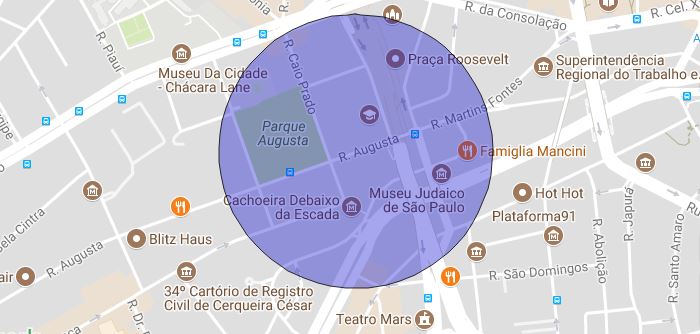 R. da Consolação
R. Cel. X
R. Piauí
R. Caio Prado
Praça Roosevelt
Museu Da Cidade
- Chácara Lane
Superintendência
Regional do Trabalho e
R. Martins Fontes
Parque
Augusta
R. Augusta
Famiglia Mancini
Cachoeira Debaixo
da Escada
Museu Judaico
de São Paulo
Hot Hot
Plataforma91
ela Cintra
Blitz Haus
R. Augusta
R. Abolição
R. Japurá
R. Santo Amaro
R. São Domingos
34º Cartório de Registro
Civil de Cerqueira César
R. Dr.
Teatro Mars